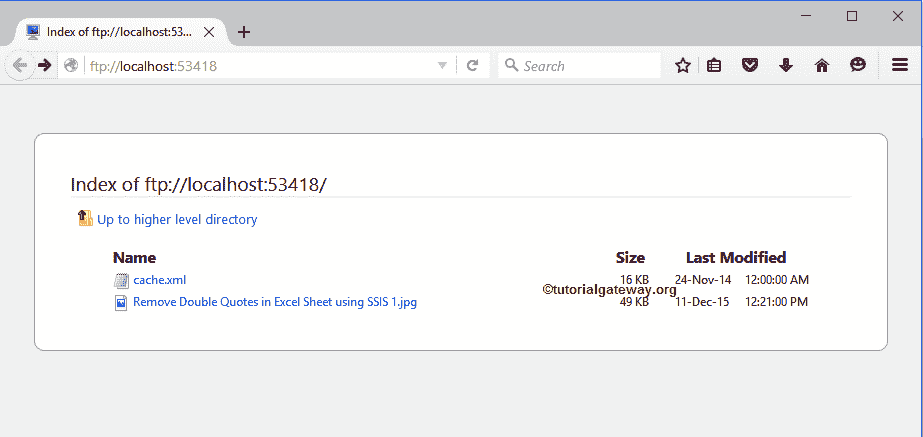 Index of ftp://localhost:53...
ftp://localhost:53418
Search
Index of ftp://localhost:53418/
Up to higher level directory
Name Size Last Modified
cache.xml 16 KB 24-Nov-14 12:00:00 AM
©tutorialgateway.org
Remove Double Quotes in Excel Sheet using SSIS 1.jpg 49 KB 11-Dec-15 12:21:00 PM